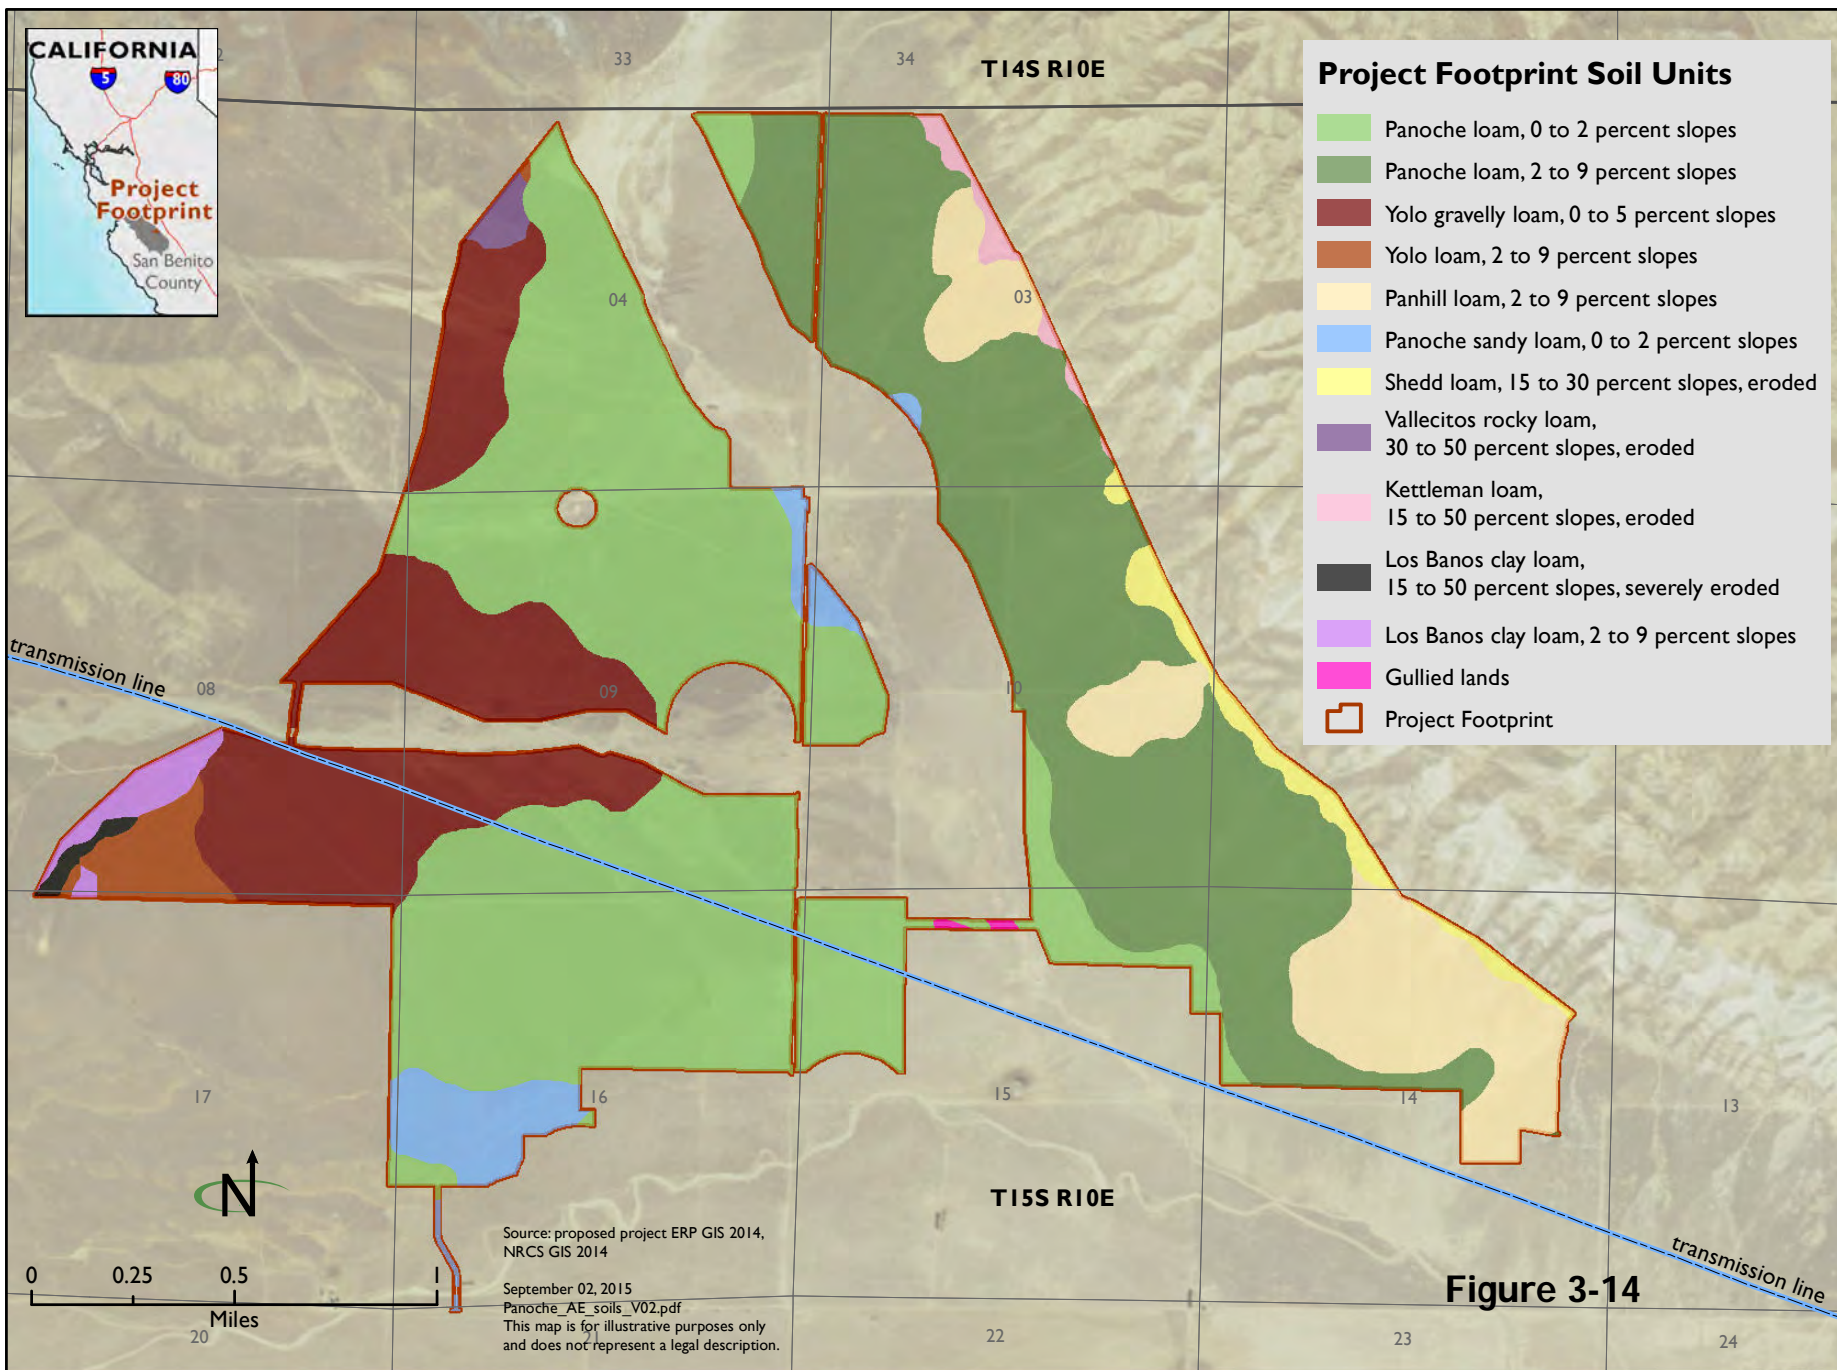 CALIFORNIA
5
80
Project
Footprint
San Benito
County
33
34
T14S R10E
Project Footprint Soil Units
Panoche loam, 0 to 2 percent slopes
Panoche loam, 2 to 9 percent slopes
Yolo gravelly loam, 0 to 5 percent slopes
Yolo loam, 2 to 9 percent slopes
Panhill loam, 2 to 9 percent slopes
Panoche sandy loam, 0 to 2 percent slopes
Shedd loam, 15 to 30 percent slopes, eroded
Vallecitos rocky loam,
30 to 50 percent slopes, eroded
Kettleman loam,
15 to 50 percent slopes, eroded
Los Banos clay loam,
15 to 50 percent slopes, severely eroded
Los Banos clay loam, 2 to 9 percent slopes
Gullied lands
Project Footprint
04
03
transmission line
08
09
10
17
16
15
14
13
N
T15S R10E
0 0.25 0.5 1
Miles
Source: proposed project ERP GIS 2014,
NRCS GIS 2014
September 02, 2015
Panoche_AE_soils_V02.pdf
This map is for illustrative purposes only
and does not represent a legal description.
transmission line
Figure 3-14
20
21
22
23
24